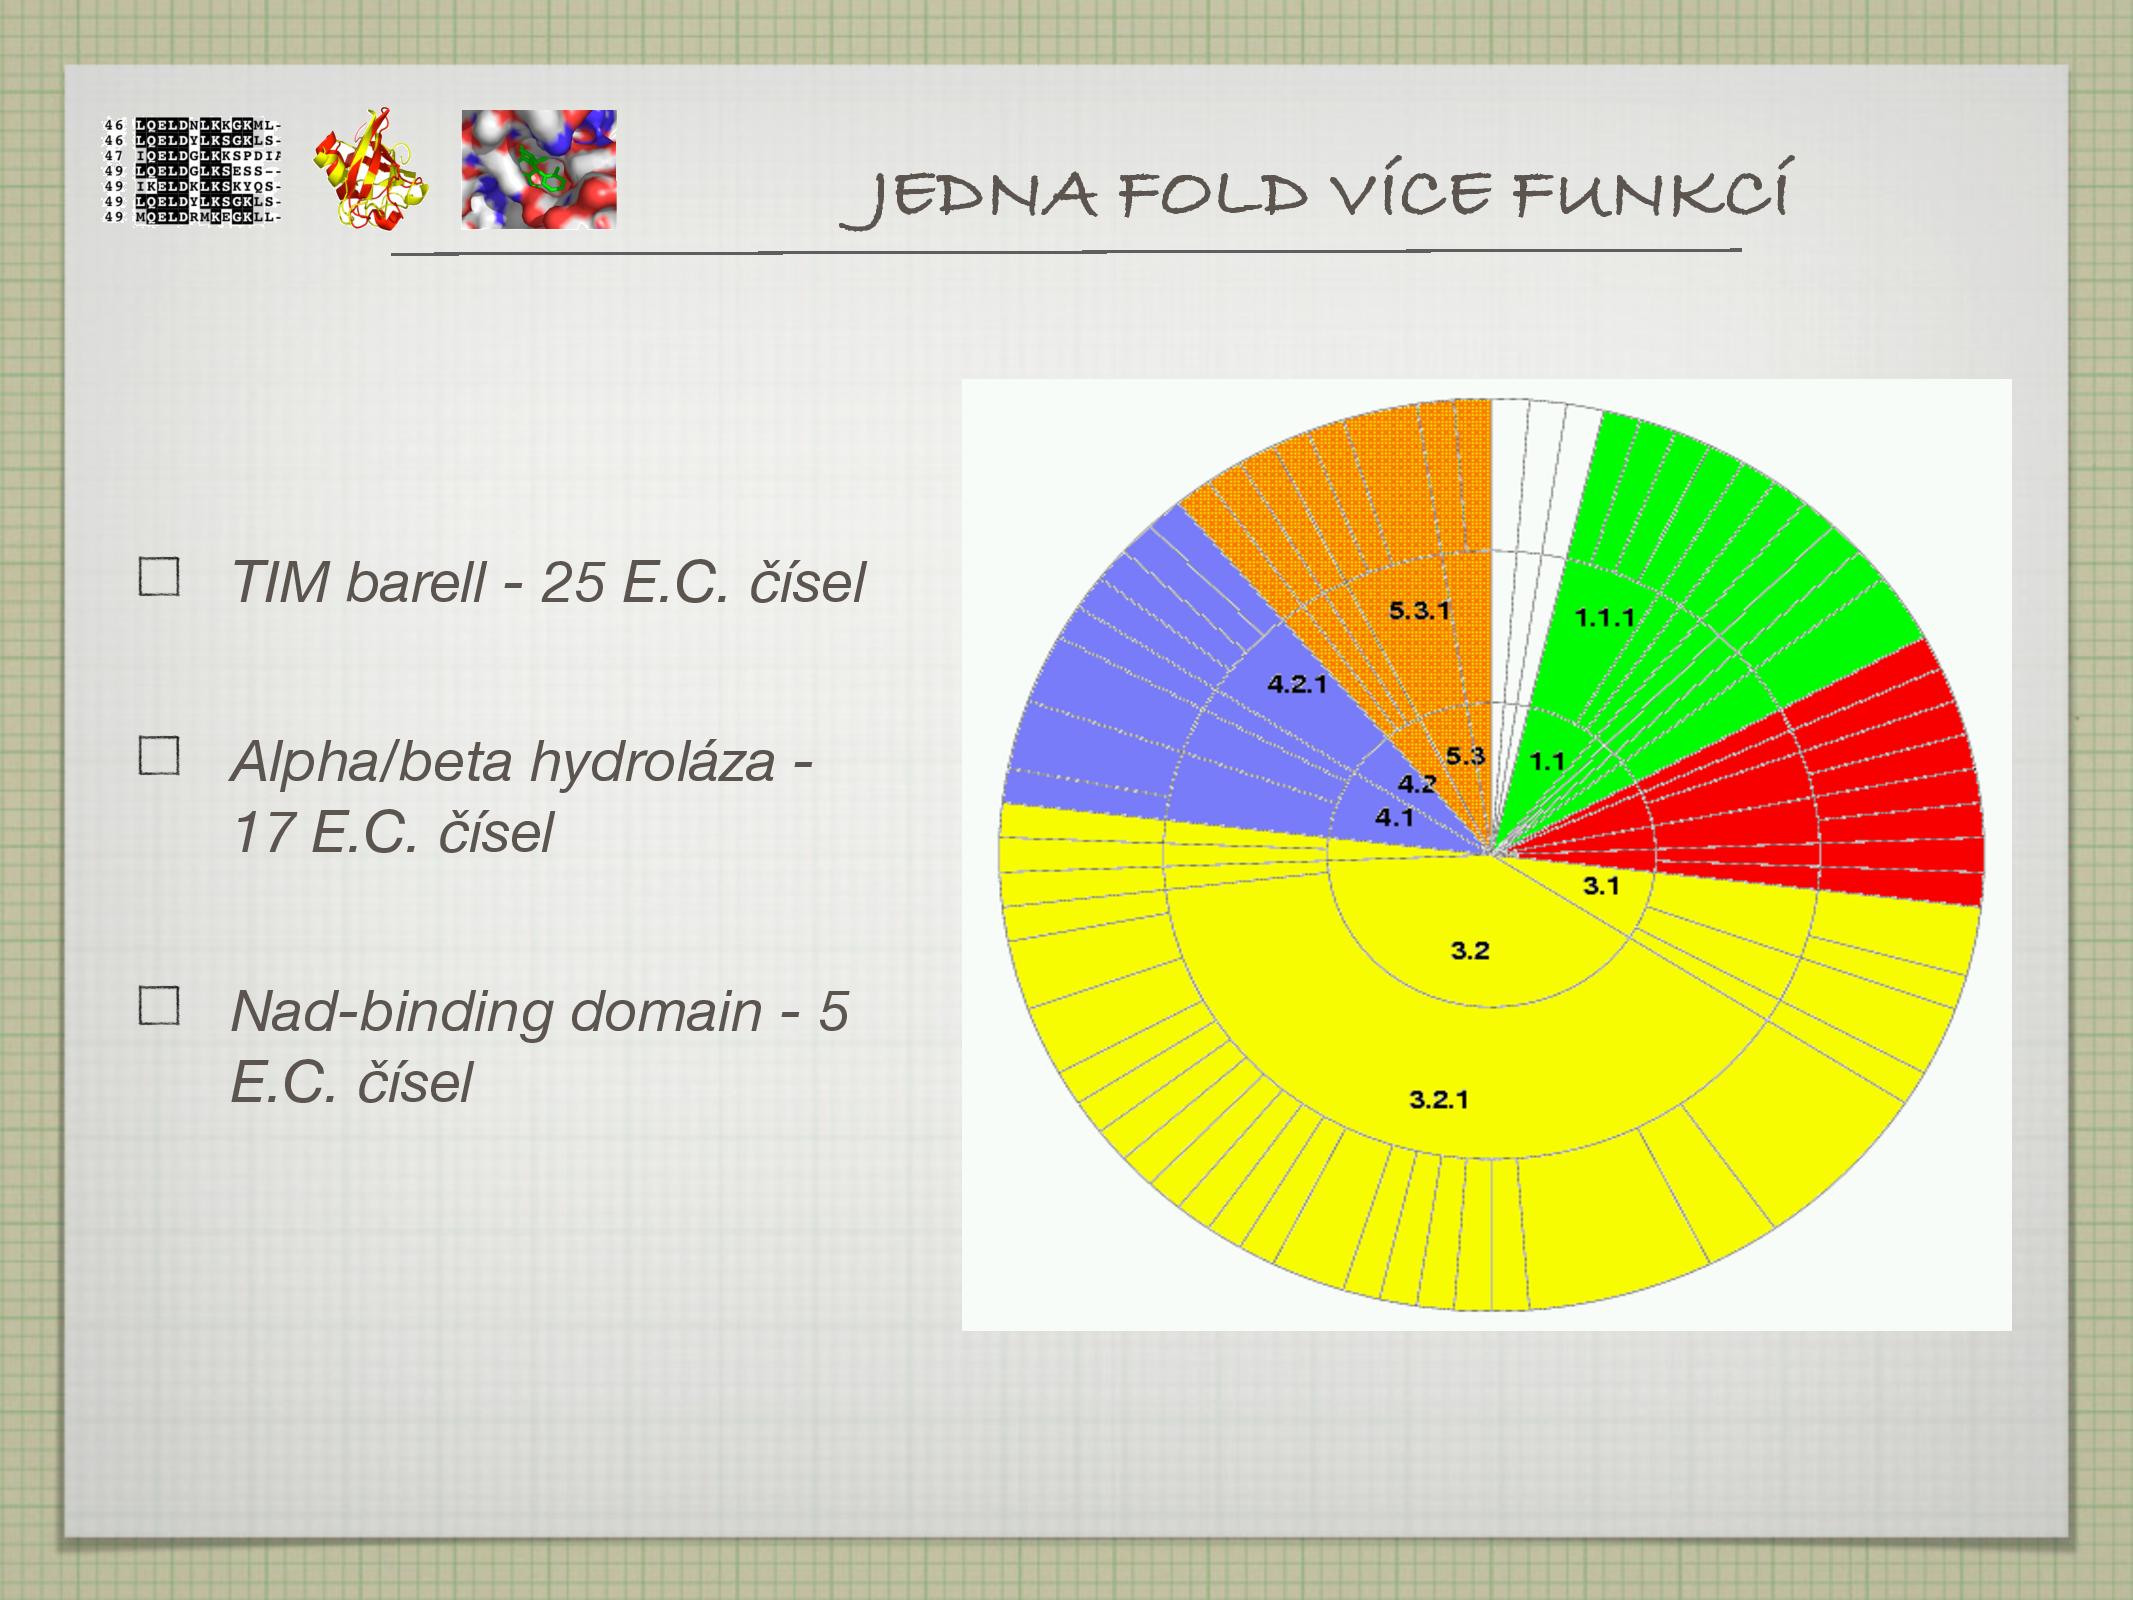 46 LQELDNLKKGKML-
46 LQELDYLKSGKLS-
47 IQELDGLKKSPDI
49 LQELDGLKSESS--
49 IKELDKLKSKYQS-
49 LQELDYLKSGKLS-
49 MQELDRMKEGKLL-
JEDNA FOLD VÍCE FUNKCÍ
TIM barell - 25 E.C. čísel
Alpha/beta hydroláza -
17 E.C. čísel
Nad-binding domain - 5
E.C. čísel
5.3.1
1.1.1
4.2.1
5.3
1.1
4.2
4.1
3.1
3.2
3.2.1